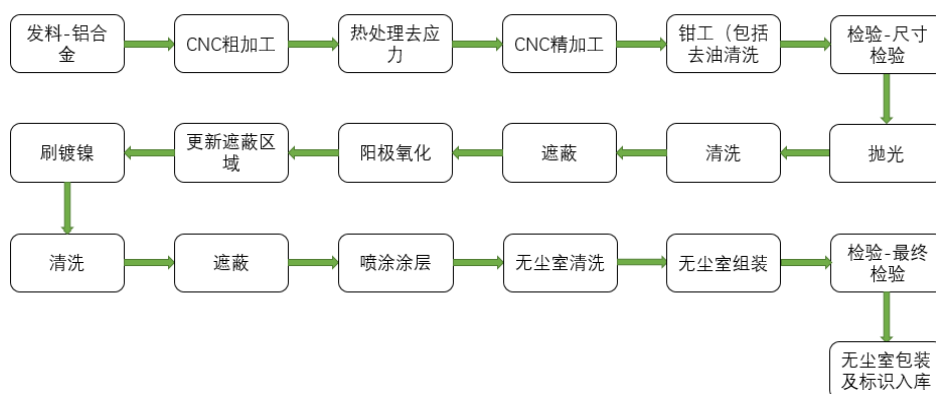 发料-铝合
金
CNC粗加工
热处理去应
力
CNC精加工
钳工（包括
去油清洗
检验-尺寸
检验
抛光
清洗
遮蔽
阳极氧化
更新遮蔽区
域
刷镀镍
清洗
遮蔽
喷涂涂层
无尘室清洗
无尘室组装
检验-最终
检验
无尘室包装
及标识入库